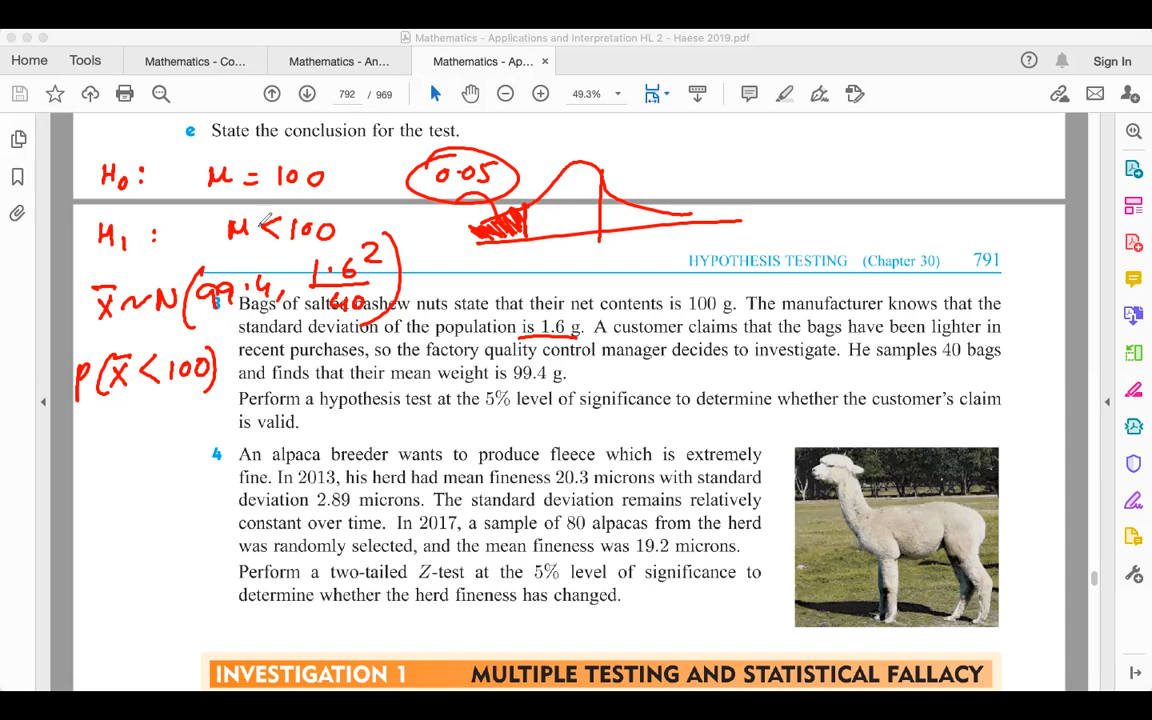 Mathematics - Applications and Interpretation HL 2 - Haese 2019.pdf
Home Tools Mathematics - Co... Mathematics - An... Mathematics - Ap... × Sign In
792 / 969 49.3%
e State the conclusion for the test.
H₀ : μ = 100 0.05
H₁ : μ < 100
HYPOTHESIS TESTING (Chapter 30) 791
x̄ ~ N(99.4, 1.6²/40)
3 Bags of salted cashew nuts state that their net contents is 100 g. The manufacturer knows that the
standard deviation of the population is 1.6 g. A customer claims that the bags have been lighter in
recent purchases, so the factory quality control manager decides to investigate. He samples 40 bags
and finds that their mean weight is 99.4 g.
P(x̄ < 100)
Perform a hypothesis test at the 5% level of significance to determine whether the customer's claim
is valid.
4 An alpaca breeder wants to produce fleece which is extremely
fine. In 2013, his herd had mean fineness 20.3 microns with standard
deviation 2.89 microns. The standard deviation remains relatively
constant over time. In 2017, a sample of 80 alpacas from the herd
was randomly selected, and the mean fineness was 19.2 microns.
Perform a two-tailed Z-test at the 5% level of significance to
determine whether the herd fineness has changed.
INVESTIGATION 1 MULTIPLE TESTING AND STATISTICAL FALLACY